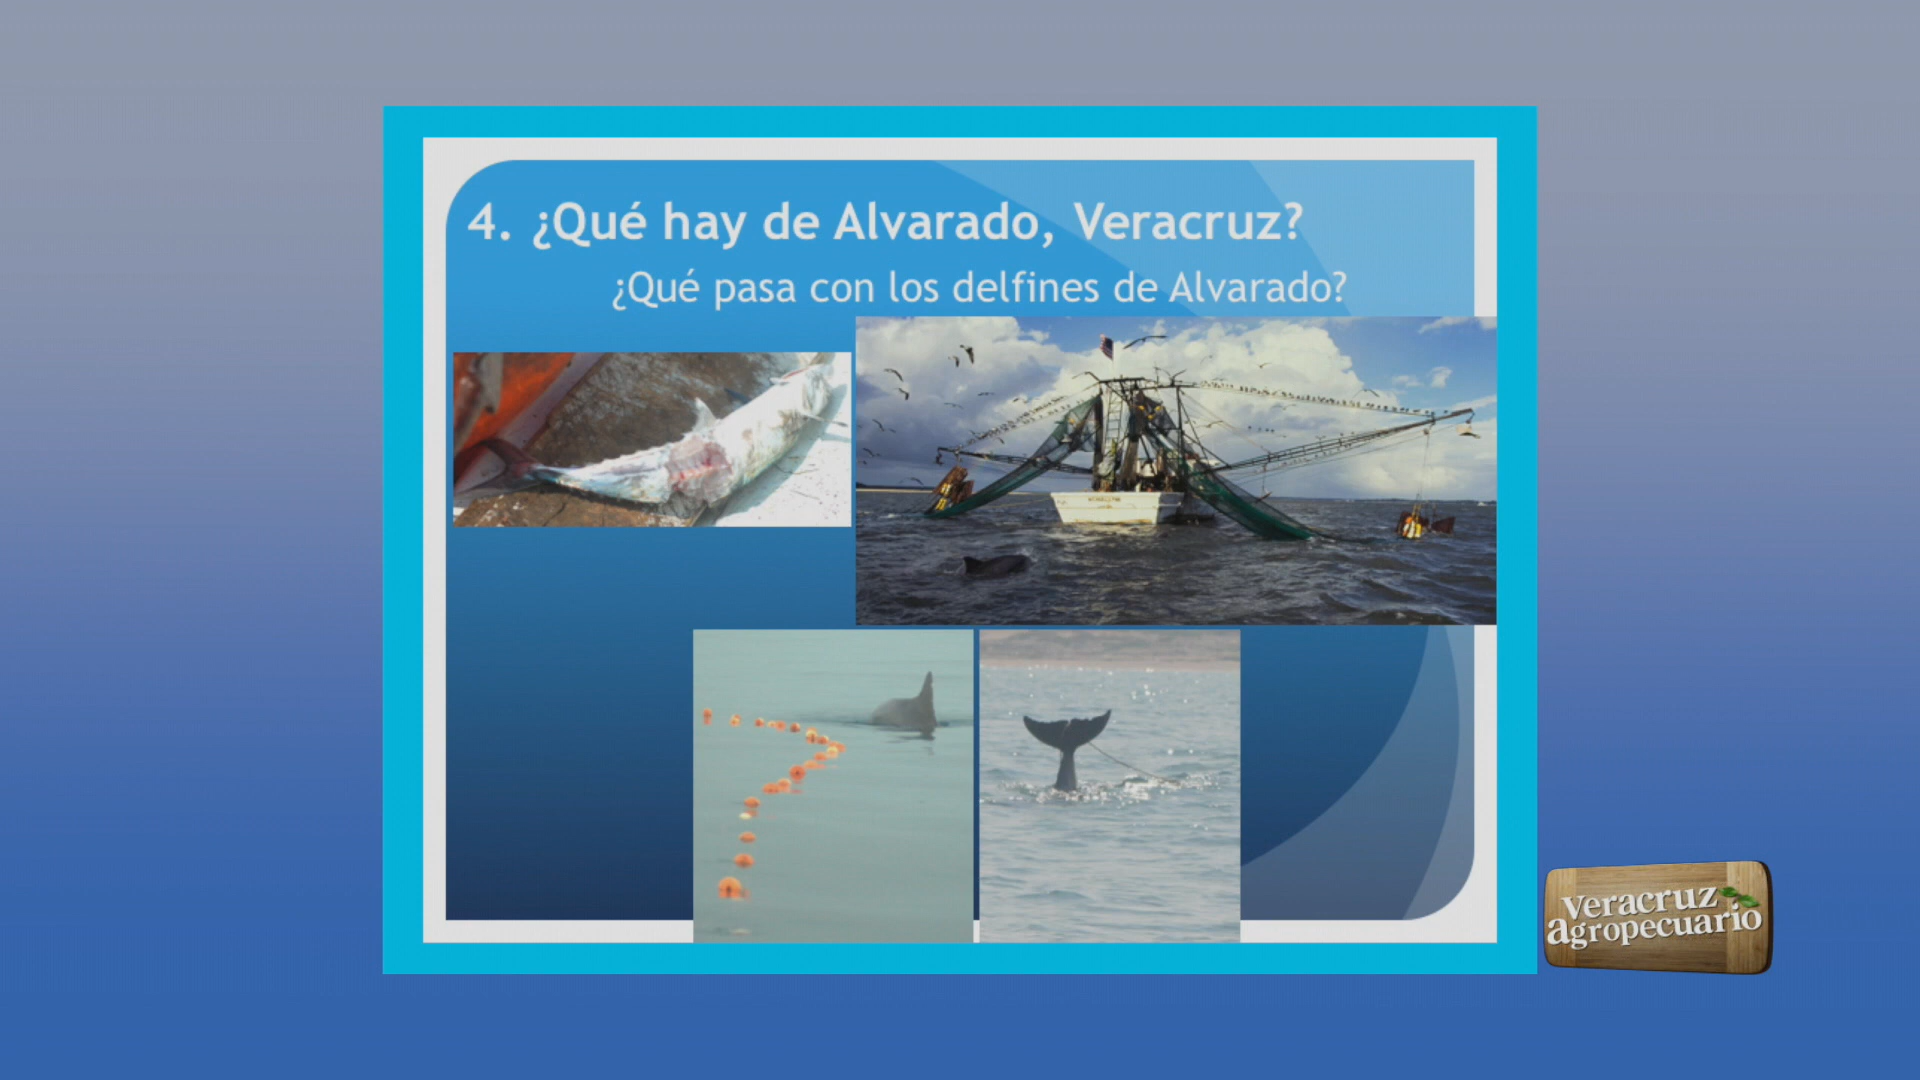 4. ¿Qué hay de Alvarado, Veracruz?
¿Qué pasa con los delfines de Alvarado?
Veracruz
agropecuario